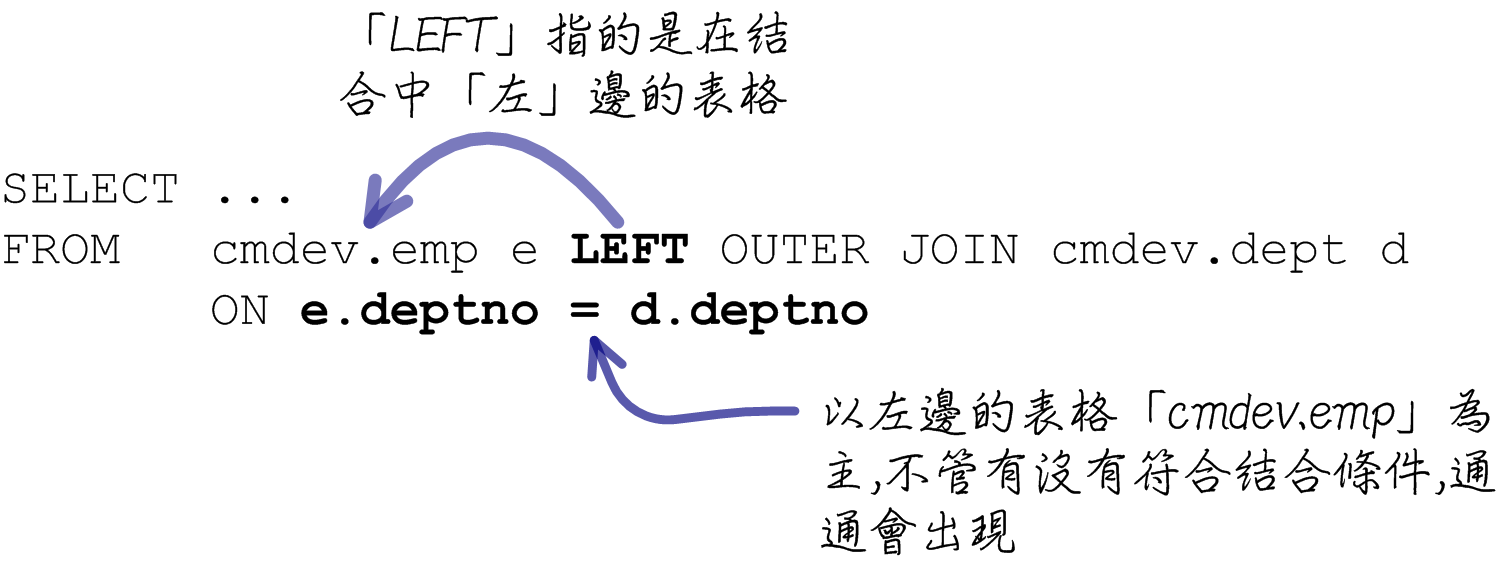 「LEFT」指的是在結
合中「左」邊的表格
SELECT ...
FROM cmdev.emp e LEFT OUTER JOIN cmdev.dept d
ON e.deptno = d.deptno
以左邊的表格「cmdev.emp」為
主,不管有沒有符合結合條件,通
通會出現